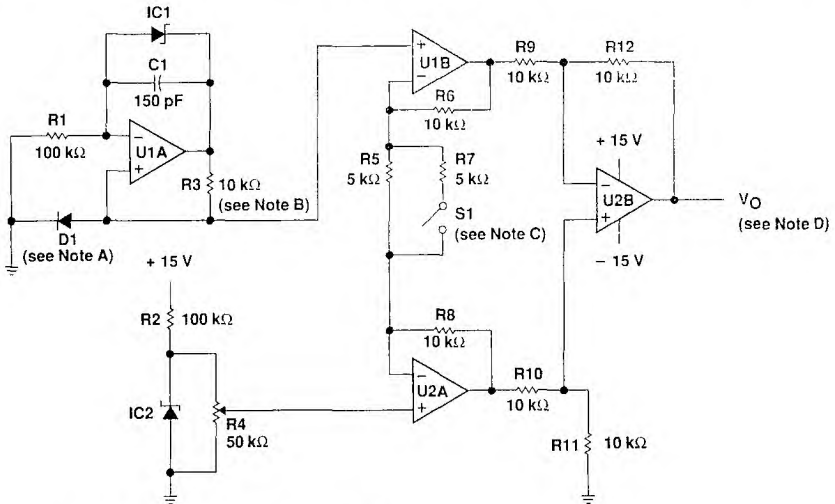 IC1
C1
150 pF
R1
100 kΩ
−
+
U1A
R3
10 kΩ
(see Note B)
D1
(see Note A)
+ 15 V
R2
100 kΩ
IC2
R4
50 kΩ
+
−
U1B
R6
10 kΩ
R5
5 kΩ
R7
5 kΩ
S1
(see Note C)
R8
10 kΩ
−
+
U2A
R9
10 kΩ
R12
10 kΩ
+ 15 V
−
+
U2B
− 15 V
VO
(see Note D)
R10
10 kΩ
R11
10 kΩ